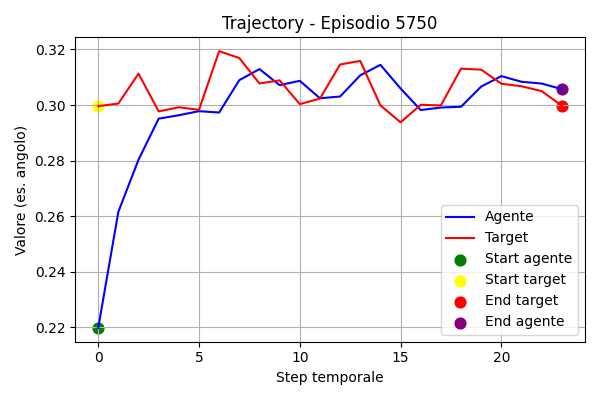 Trajectory - Episodio 5750
Valore (es. angolo)
0.32
0.30
0.28
0.26
0.24
0.22
0
5
10
15
20
Step temporale
Agente
Target
Start agente
Start target
End target
End agente